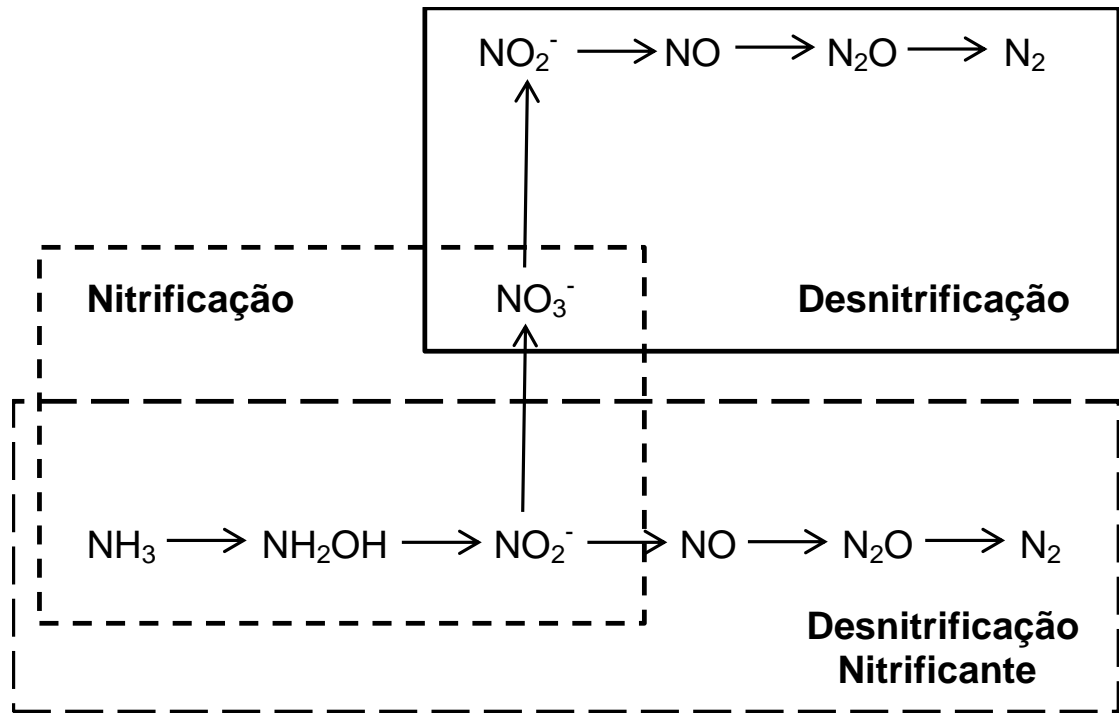 NO₂⁻ → NO → N₂O → N₂
Nitrificação NO₃⁻ Desnitrificação
NH₃ → NH₂OH → NO₂⁻ → NO → N₂O → N₂
Desnitrificação
Nitrificante